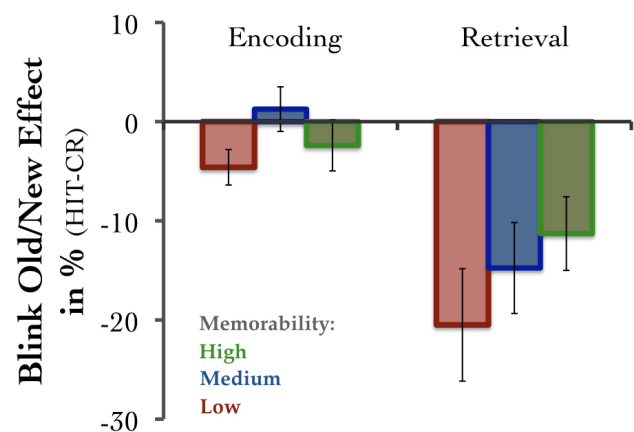 Blink Old/New Effect
in % (HIT-CR)
10
0
-10
-20
-30
Encoding
Retrieval
Memorability:
High
Medium
Low